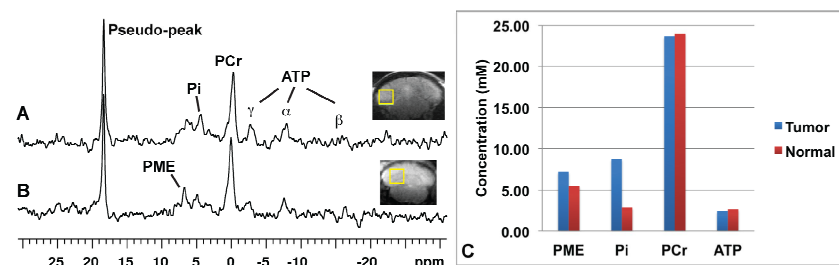 Pseudo-peak
PCr
Pi
ATP
γ
α
β
A
PME
B
25 20 15 10 5 0 -5 -10 -20 ppm
25.00
20.00
15.00
10.00
5.00
0.00
Concentration (mM)
PME Pi PCr ATP
Tumor
Normal
C